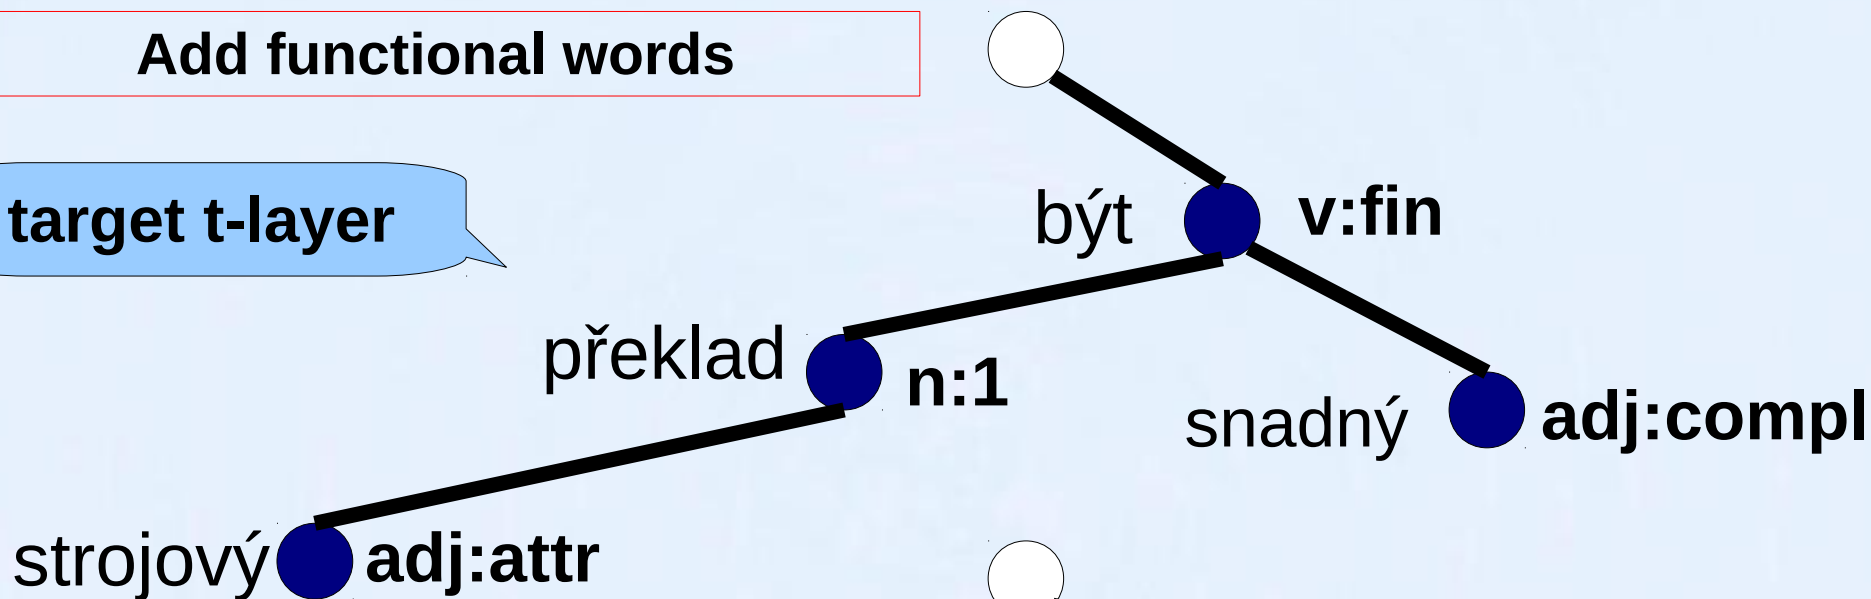 Add functional words
target t-layer
být
v:fin
překlad
n:1
snadný
adj:compl
strojový
adj:attr